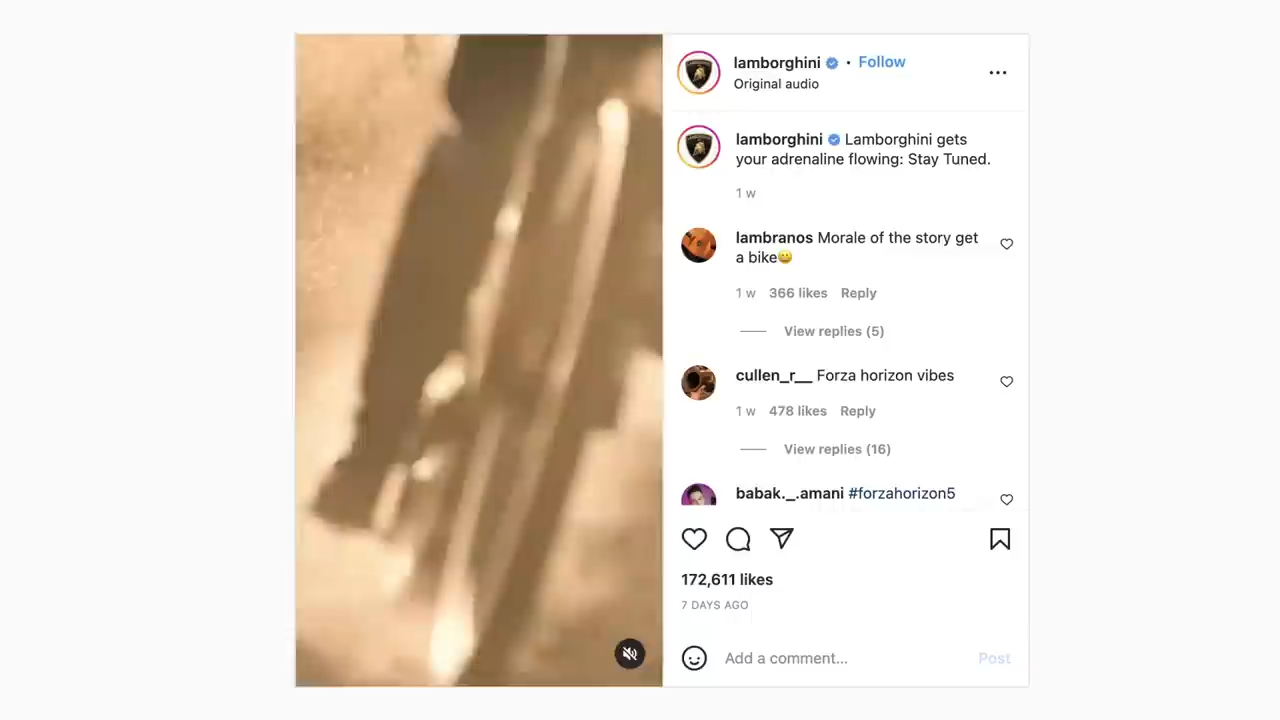 lamborghini • Follow
Original audio
lamborghini Lamborghini gets
your adrenaline flowing: Stay Tuned.
1 w
lambranos Morale of the story get
a bike😀
1 w 366 likes Reply
View replies (5)
cullen_r__ Forza horizon vibes
1 w 478 likes Reply
View replies (16)
babak._.amani #forzahorizon5
172,611 likes
7 DAYS AGO
Add a comment...
Post